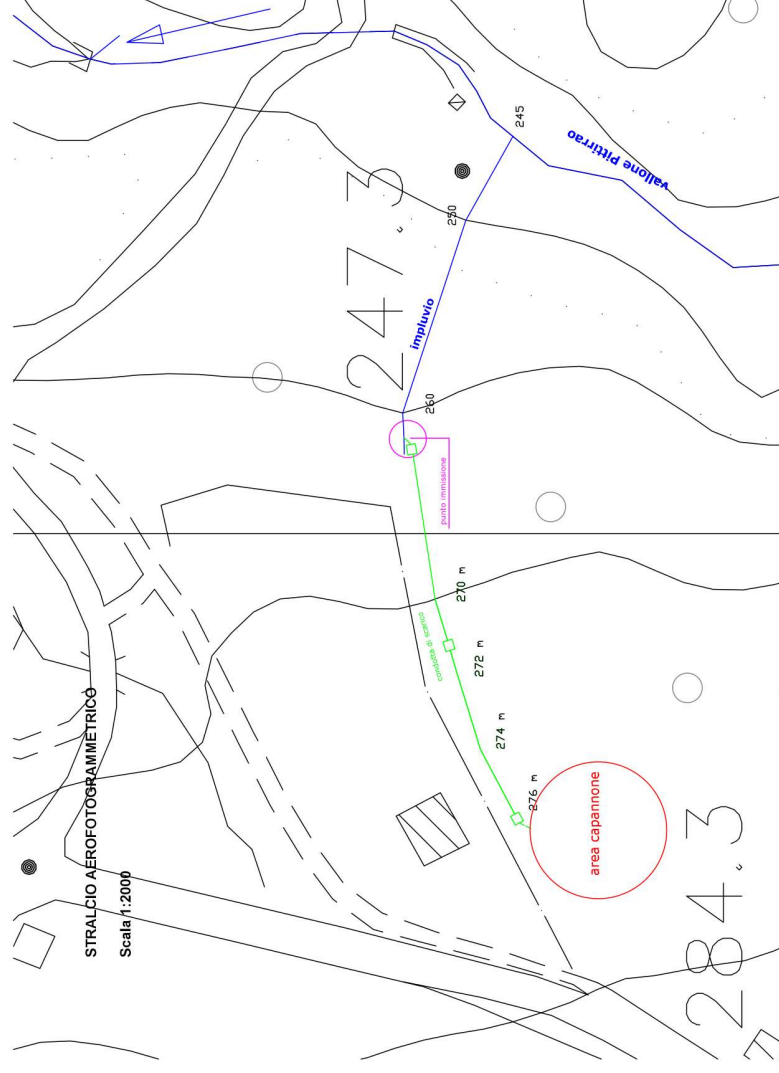 STRALCIO AEROFOTOGRAMMETRICO
Scala 1:2000
vallone Pittirrao
245
250
247.3
impluvio
260
punto immissione
270 m
condotta di scarico
272 m
274 m
276 m
area capannone
284.3